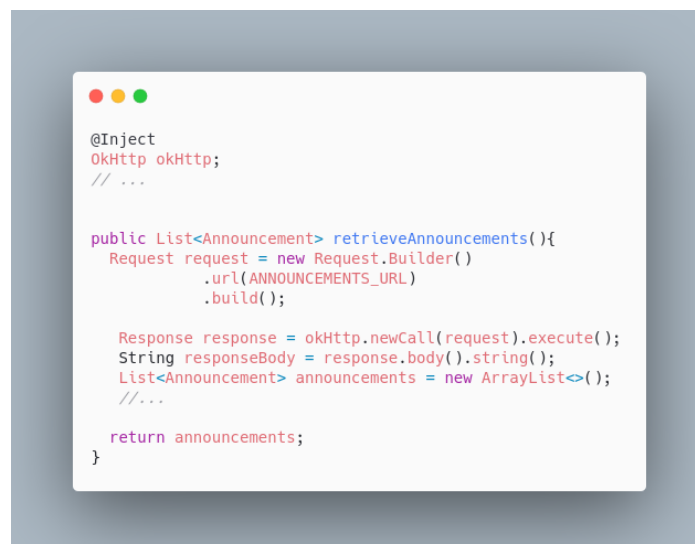 @Inject
OkHttp okHttp;
// ...
public List<Announcement> retrieveAnnouncements(){
Request request = new Request.Builder()
.url(ANNOUNCEMENTS_URL)
.build();
Response response = okHttp.newCall(request).execute();
String responseBody = response.body().string();
List<Announcement> announcements = new ArrayList<>();
//...
return announcements;
}